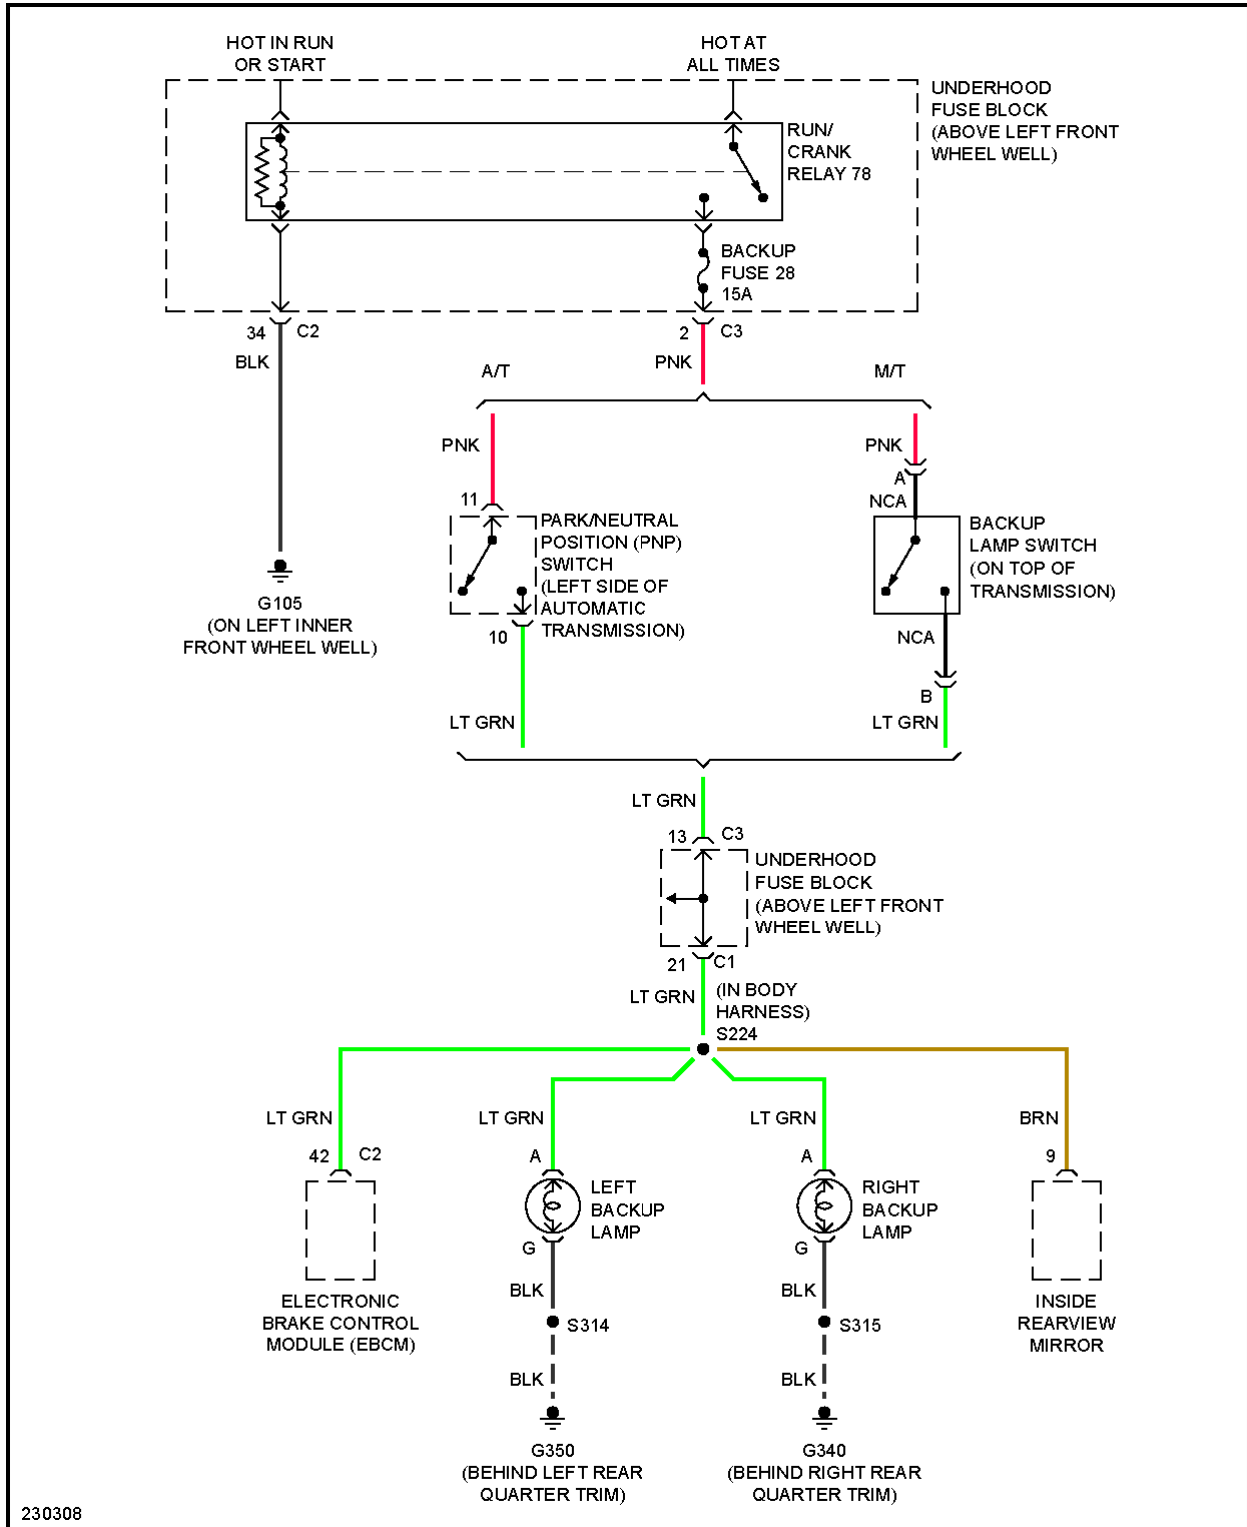 HOT IN RUN
OR START
HOT AT
ALL TIMES
UNDERHOOD
FUSE BLOCK
(ABOVE LEFT FRONT
WHEEL WELL)
RUN/
CRANK
RELAY 78
BACKUP
FUSE 28
15A
34
C2
2
C3
BLK
PNK
A/T
M/T
PNK
PNK
A
NCA
11
PARK/NEUTRAL
POSITION (PNP)
SWITCH
(LEFT SIDE OF
AUTOMATIC
TRANSMISSION)
BACKUP
LAMP SWITCH
(ON TOP OF
TRANSMISSION)
G105
(ON LEFT INNER
FRONT WHEEL WELL)
10
NCA
B
LT GRN
LT GRN
LT GRN
13
C3
UNDERHOOD
FUSE BLOCK
(ABOVE LEFT FRONT
WHEEL WELL)
21
C1
LT GRN
(IN BODY
HARNESS)
S224
LT GRN
LT GRN
LT GRN
BRN
42
C2
A
A
9
LEFT
BACKUP
LAMP
RIGHT
BACKUP
LAMP
G
G
ELECTRONIC
BRAKE CONTROL
MODULE (EBCM)
BLK
BLK
INSIDE
REARVIEW
MIRROR
S314
S315
BLK
BLK
G350
(BEHIND LEFT REAR
QUARTER TRIM)
G340
(BEHIND RIGHT REAR
QUARTER TRIM)
230308